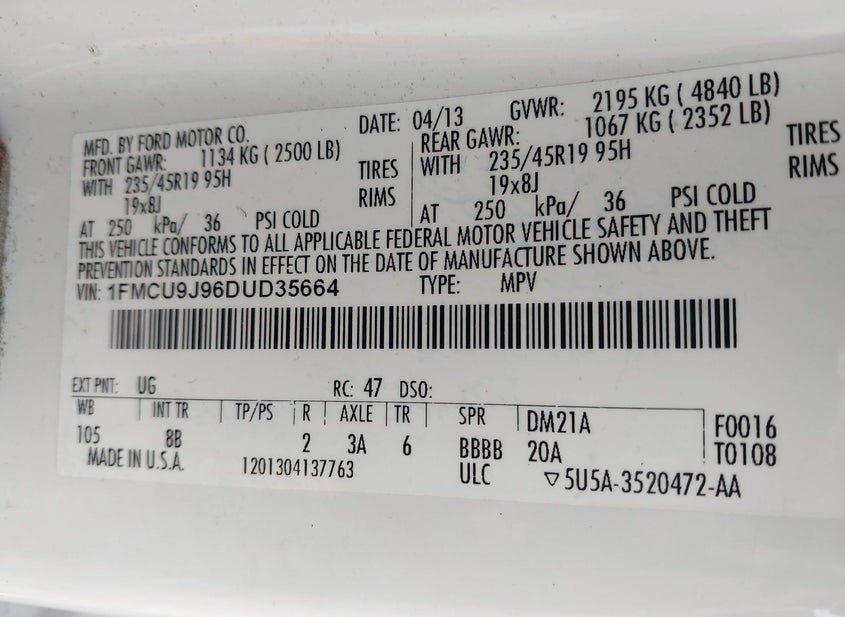 MFD. BY FORD MOTOR CO. DATE: 04/13 GVWR: 2195 KG ( 4840 LB)
FRONT GAWR: 1134 KG ( 2500 LB) REAR GAWR: 1067 KG ( 2352 LB)
WITH 235/45R19 95H TIRES WITH 235/45R19 95H TIRES
19x8J RIMS 19x8J RIMS
AT 250 kPa/ 36 PSI COLD AT 250 kPa/ 36 PSI COLD
THIS VEHICLE CONFORMS TO ALL APPLICABLE FEDERAL MOTOR VEHICLE SAFETY AND THEFT
PREVENTION STANDARDS IN EFFECT ON THE DATE OF MANUFACTURE SHOWN ABOVE.
VIN: 1FMCU9J96DUD35664 TYPE: MPV
EXT PNT: UG RC: 47 DSO:
WB INT TR TP/PS R AXLE TR SPR DM21A F0016
105 8B 2 3A 6 BBBB 20A T0108
MADE IN U.S.A. 1201304137763 ULC ▽5U5A-3520472-AA